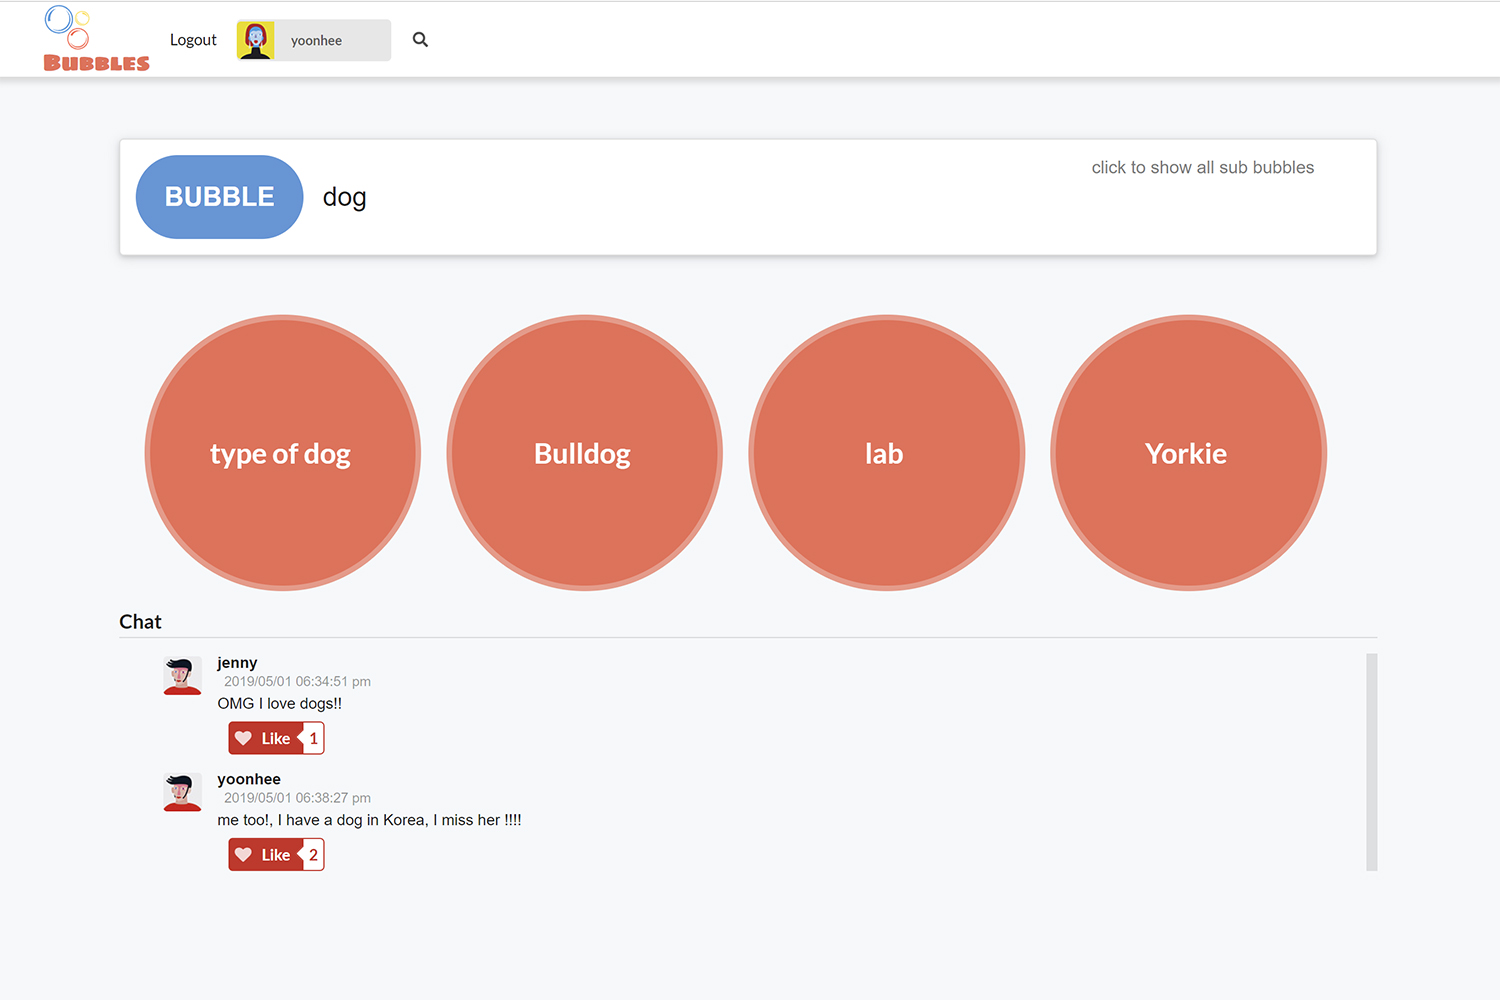 BUBBLES
Logout
yoonhee
BUBBLE
dog
click to show all sub bubbles
type of dog
Bulldog
lab
Yorkie
Chat
jenny
2019/05/01 06:34:51 pm
OMG I love dogs!!
Like 1
yoonhee
2019/05/01 06:38:27 pm
me too!, I have a dog in Korea, I miss her !!!!
Like 2